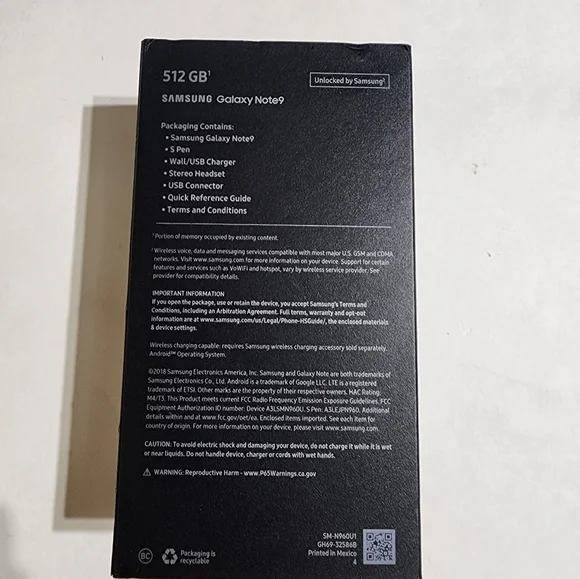 512 GB¹
Unlocked by Samsung²
SAMSUNG Galaxy Note9
Packaging Contains:
• Samsung Galaxy Note9
• S Pen
• Wall/USB Charger
• Stereo Headset
• USB Connector
• Quick Reference Guide
• Terms and Conditions
¹ Portion of memory occupied by existing content.
² Wireless voice, data and messaging services compatible with most major U.S. GSM and CDMA
networks. Visit www.samsung.com for more information on your device. Support for certain
features and services such as VoWiFi and hotspot, vary by wireless service provider. See
provider for compatibility details.
IMPORTANT INFORMATION
If you open the package, use or retain the device, you accept Samsung's Terms and
Conditions, including an Arbitration Agreement. Full terms, warranty and opt-out
information are at www.samsung.com/us/Legal/Phone-HSGuide/, the enclosed materials
& device settings.
Wireless charging capable: requires Samsung wireless charging accessory sold separately.
Android™ Operating System.
©2018 Samsung Electronics America, Inc. Samsung and Galaxy Note are both trademarks of
Samsung Electronics Co., Ltd. Android is a trademark of Google LLC. LTE is a registered
trademark of ETSI. Other marks are the property of their respective owners. HAC Rating:
M4/T3. This Product meets current FCC Radio Frequency Emission Exposure Guidelines. FCC
Equipment Authorization ID number: Device A3LSMN960U. S Pen: A3LEJPN960. Additional
details within and at www.fcc.gov/oet/ea. Enclosed items imported. See each item for
country of origin. For more information on your device, please visit www.samsung.com.
CAUTION: To avoid electric shock and damaging your device, do not charge it while it is wet
or near liquids. Do not handle device, charger or cords with wet hands.
⚠ WARNING: Reproductive Harm - www.P65Warnings.ca.gov
SM-N960U1
GH69-32586B
Printed in Mexico
4
BC
Packaging is
recyclable